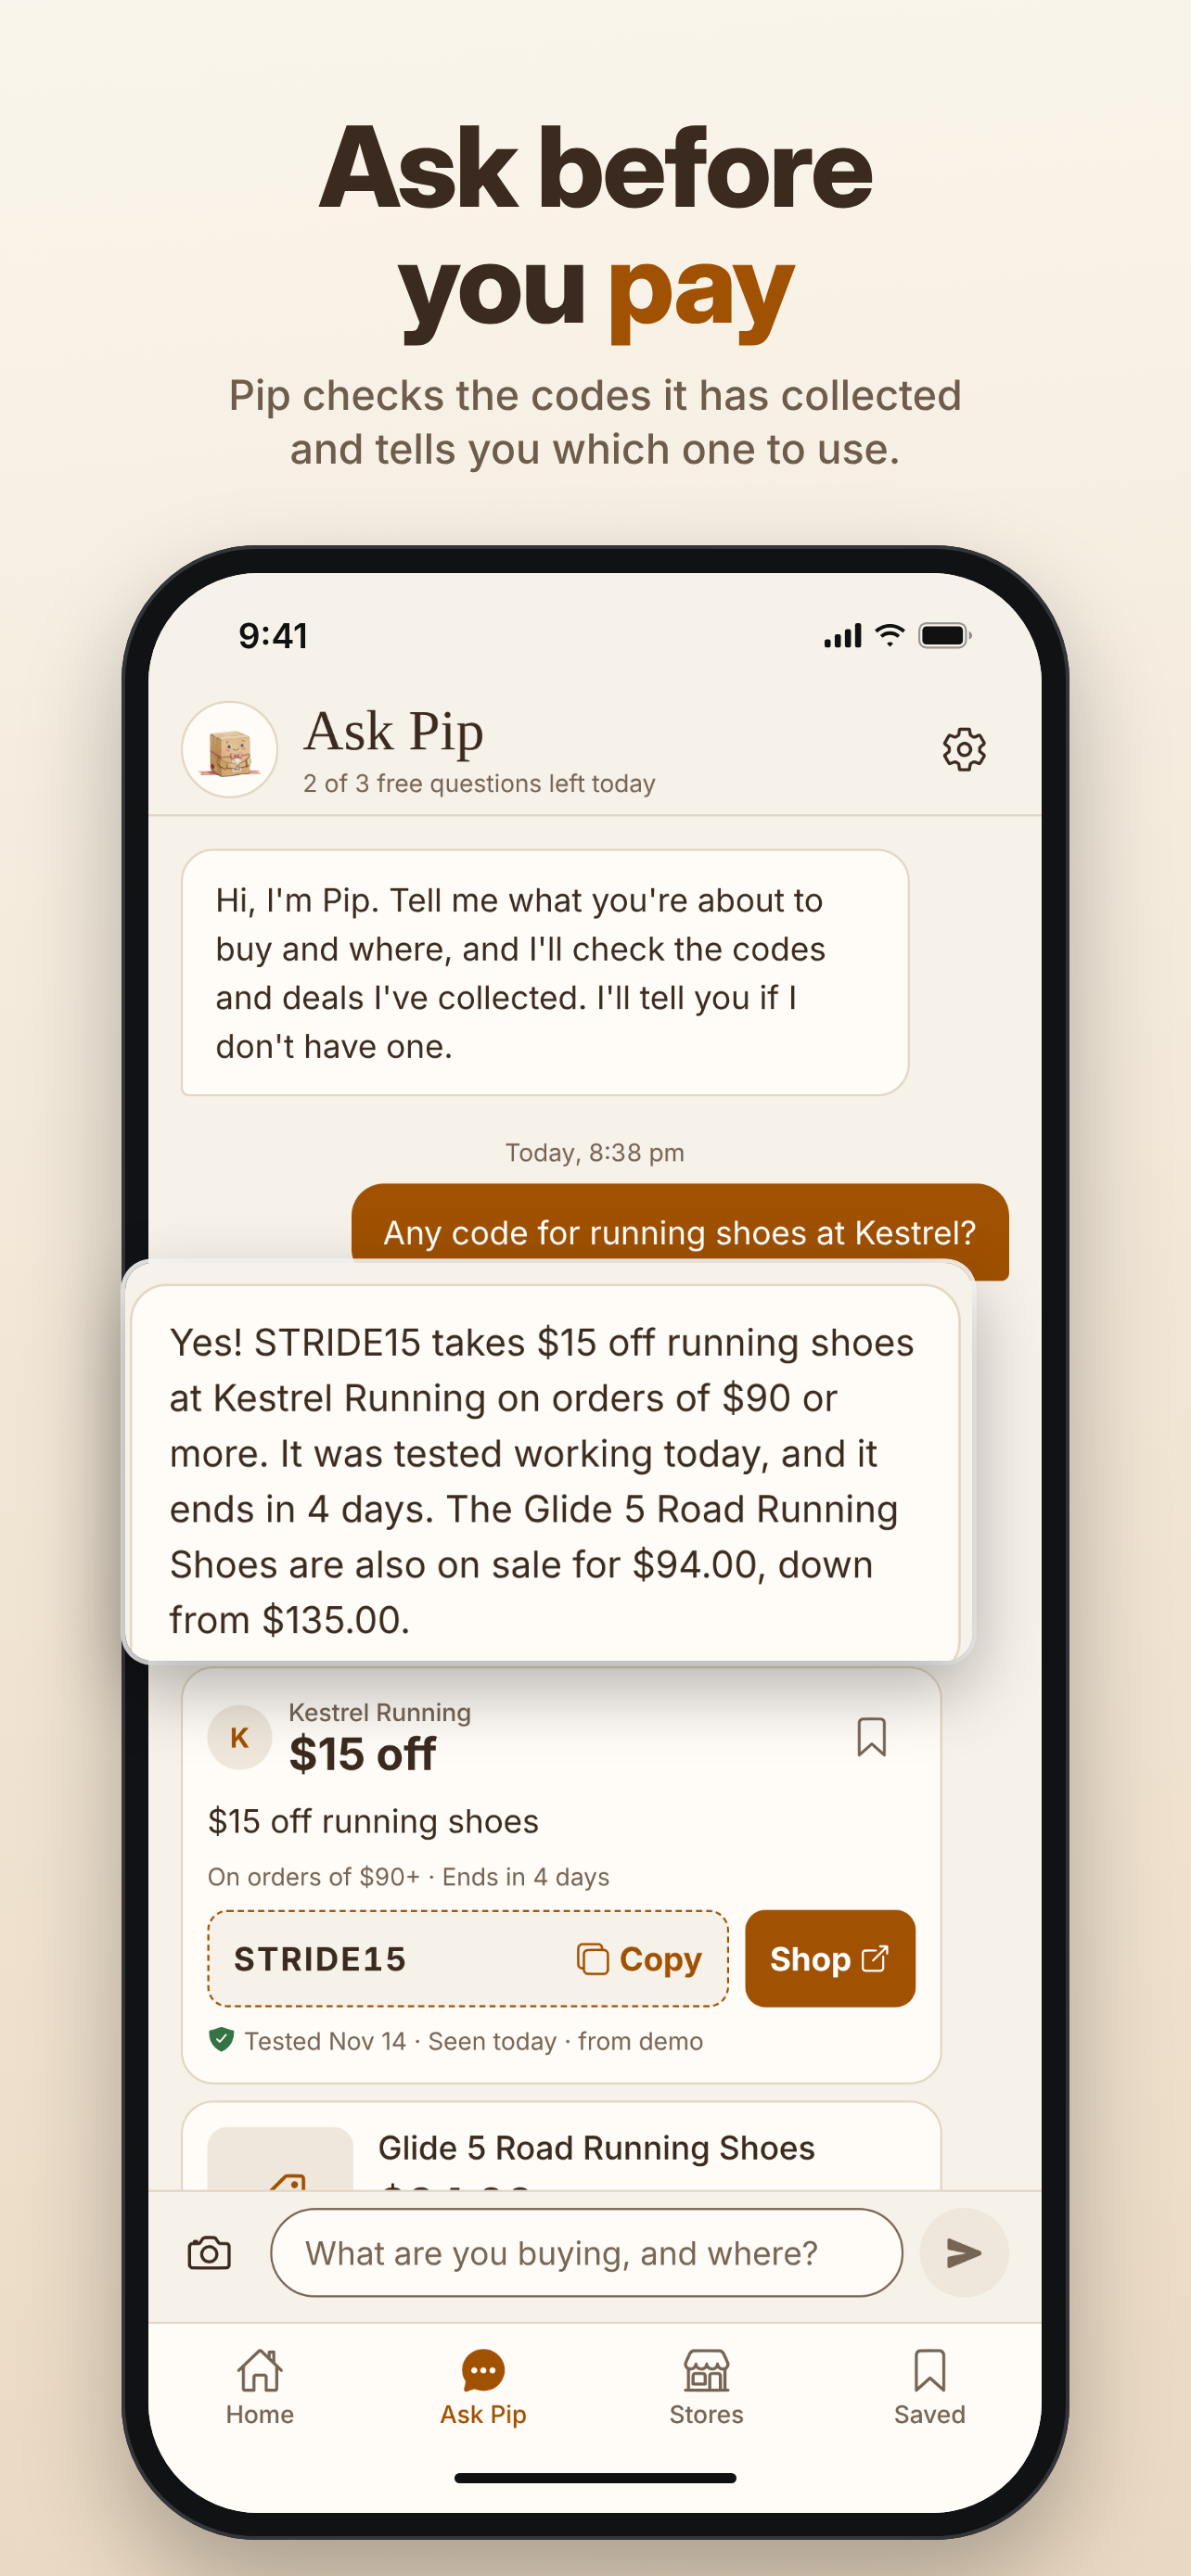 Ask before
you pay
Pip checks the codes it has collected
and tells you which one to use.
9:41
Ask Pip
2 of 3 free questions left today
Hi, I'm Pip. Tell me what you're about to
buy and where, and I'll check the codes
and deals I've collected. I'll tell you if I
don't have one.
Today, 8:38 pm
Any code for running shoes at Kestrel?
Yes! STRIDE15 takes $15 off running shoes
at Kestrel Running on orders of $90 or
more. It was tested working today, and it
ends in 4 days. The Glide 5 Road Running
Shoes are also on sale for $94.00, down
from $135.00.
K
Kestrel Running
$15 off
$15 off running shoes
On orders of $90+ · Ends in 4 days
STRIDE15
Copy
Shop
Tested Nov 14 · Seen today · from demo
Glide 5 Road Running Shoes
What are you buying, and where?
Home
Ask Pip
Stores
Saved